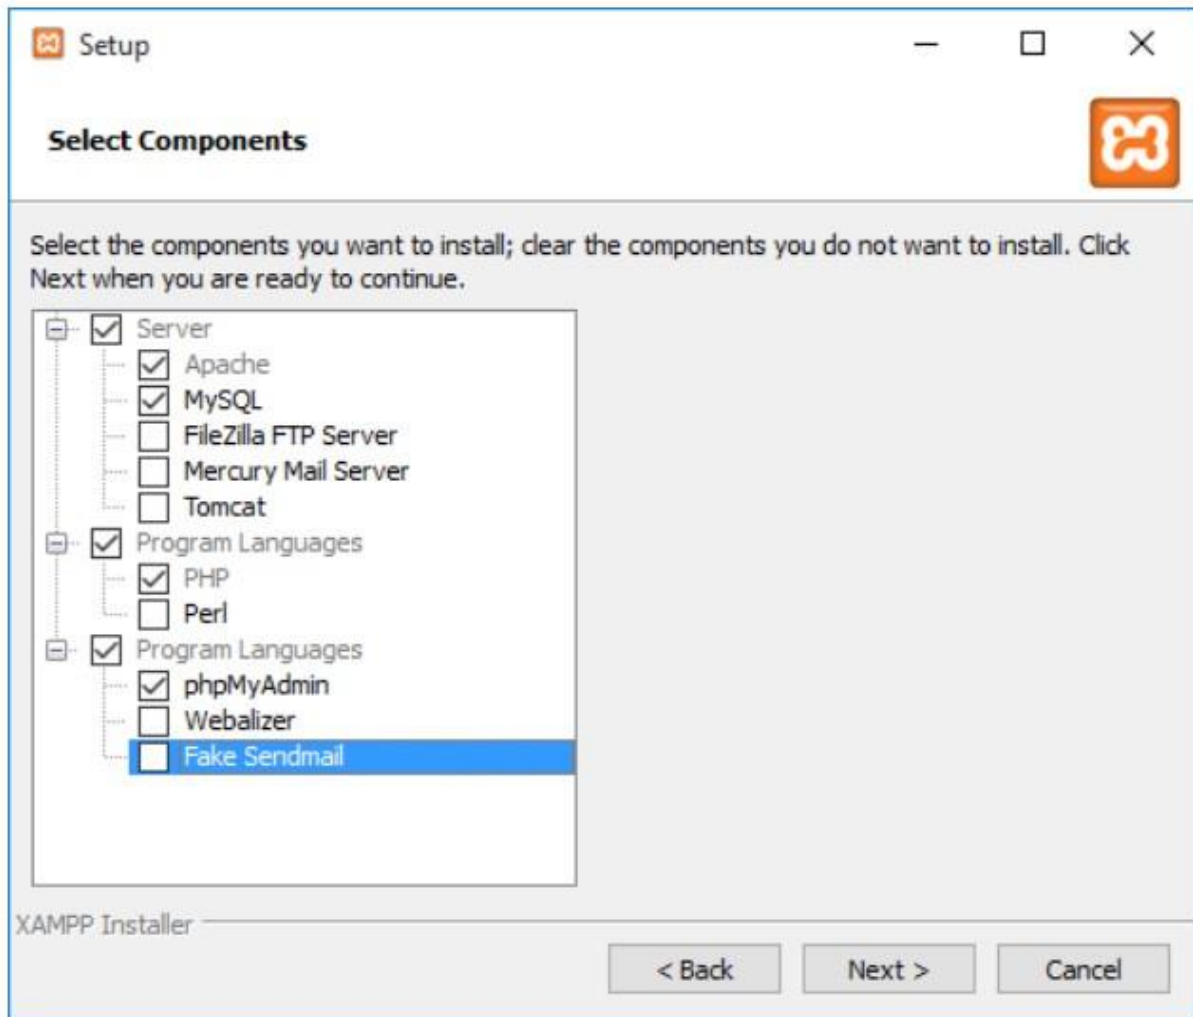 Setup
Select Components
Select the components you want to install; clear the components you do not want to install. Click
Next when you are ready to continue.
Server
Apache
MySQL
FileZilla FTP Server
Mercury Mail Server
Tomcat
Program Languages
PHP
Perl
Program Languages
phpMyAdmin
Webalizer
Fake Sendmail
XAMPP Installer
< Back Next > Cancel